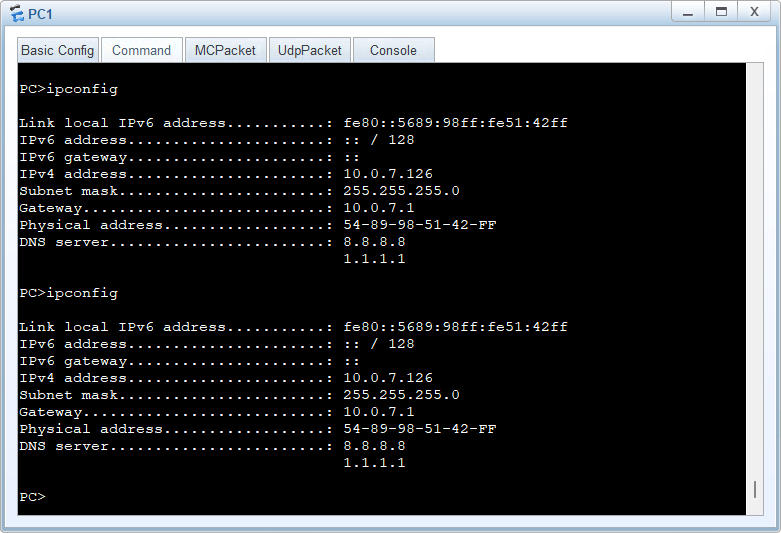 PC1
X
Basic Config Command MCPacket UdpPacket Console
PC>ipconfig
Link local IPv6 address...........: fe80::5689:98ff:fe51:42ff
IPv6 address......................: :: / 128
IPv6 gateway......................: ::
IPv4 address......................: 10.0.7.126
Subnet mask.......................: 255.255.255.0
Gateway...........................: 10.0.7.1
Physical address..................: 54-89-98-51-42-FF
DNS server........................: 8.8.8.8
1.1.1.1
PC>ipconfig
Link local IPv6 address...........: fe80::5689:98ff:fe51:42ff
IPv6 address......................: :: / 128
IPv6 gateway......................: ::
IPv4 address......................: 10.0.7.126
Subnet mask.......................: 255.255.255.0
Gateway...........................: 10.0.7.1
Physical address..................: 54-89-98-51-42-FF
DNS server........................: 8.8.8.8
1.1.1.1
PC>